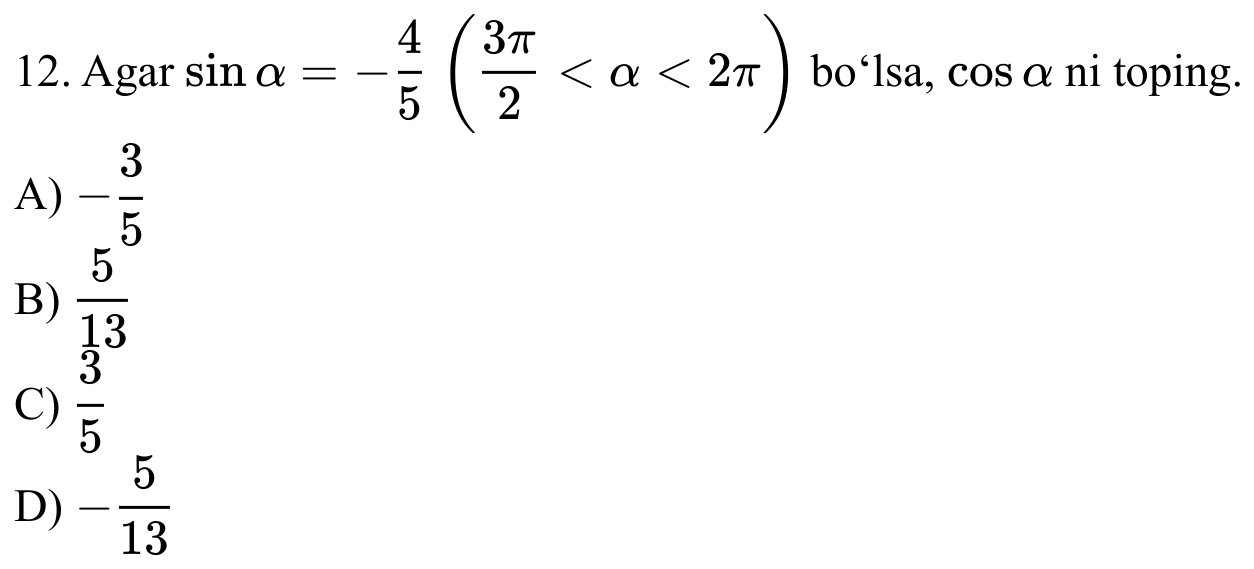 12. Agar sin α = −4/5 (3π/2 < α < 2π) bo‘lsa, cos α ni toping.
A) −3/5
B) 5/13
C) 3/5
D) −5/13